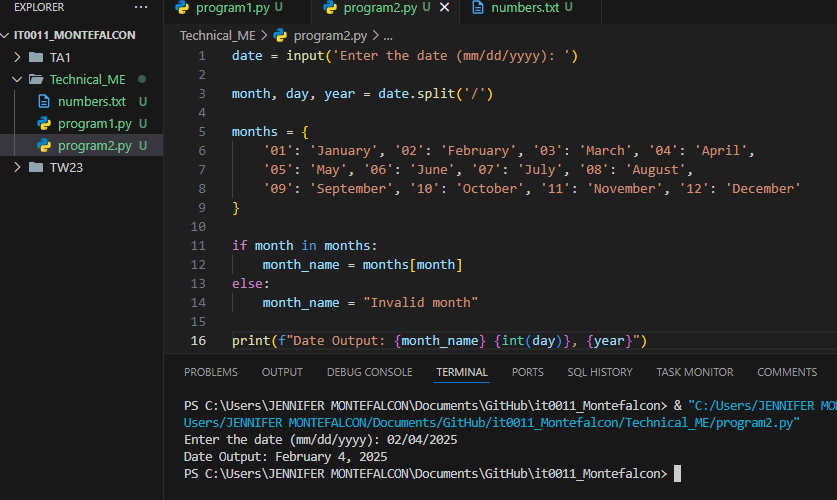 EXPLORER ...
program1.py U
program2.py U
numbers.txt U
IT0011_MONTEFALCON
TA1
Technical_ME
numbers.txt U
program1.py U
program2.py U
TW23
Technical_ME > program2.py > ...
1 date = input('Enter the date (mm/dd/yyyy): ')
2
3 month, day, year = date.split('/')
4
5 months = {
6 '01': 'January', '02': 'February', '03': 'March', '04': 'April',
7 '05': 'May', '06': 'June', '07': 'July', '08': 'August',
8 '09': 'September', '10': 'October', '11': 'November', '12': 'December'
9 }
10
11 if month in months:
12 month_name = months[month]
13 else:
14 month_name = "Invalid month"
15
16 print(f"Date Output: {month_name} {int(day)}, {year}")
PROBLEMS OUTPUT DEBUG CONSOLE TERMINAL PORTS SQL HISTORY TASK MONITOR COMMENTS
PS C:\Users\JENNIFER MONTEFALCON\Documents\GitHub\it0011_Montefalcon> & "C:/Users/JENNIFER MO
Users/JENNIFER MONTEFALCON/Documents/GitHub/it0011_Montefalcon/Technical_ME/program2.py"
Enter the date (mm/dd/yyyy): 02/04/2025
Date Output: February 4, 2025
PS C:\Users\JENNIFER MONTEFALCON\Documents\GitHub\it0011_Montefalcon>